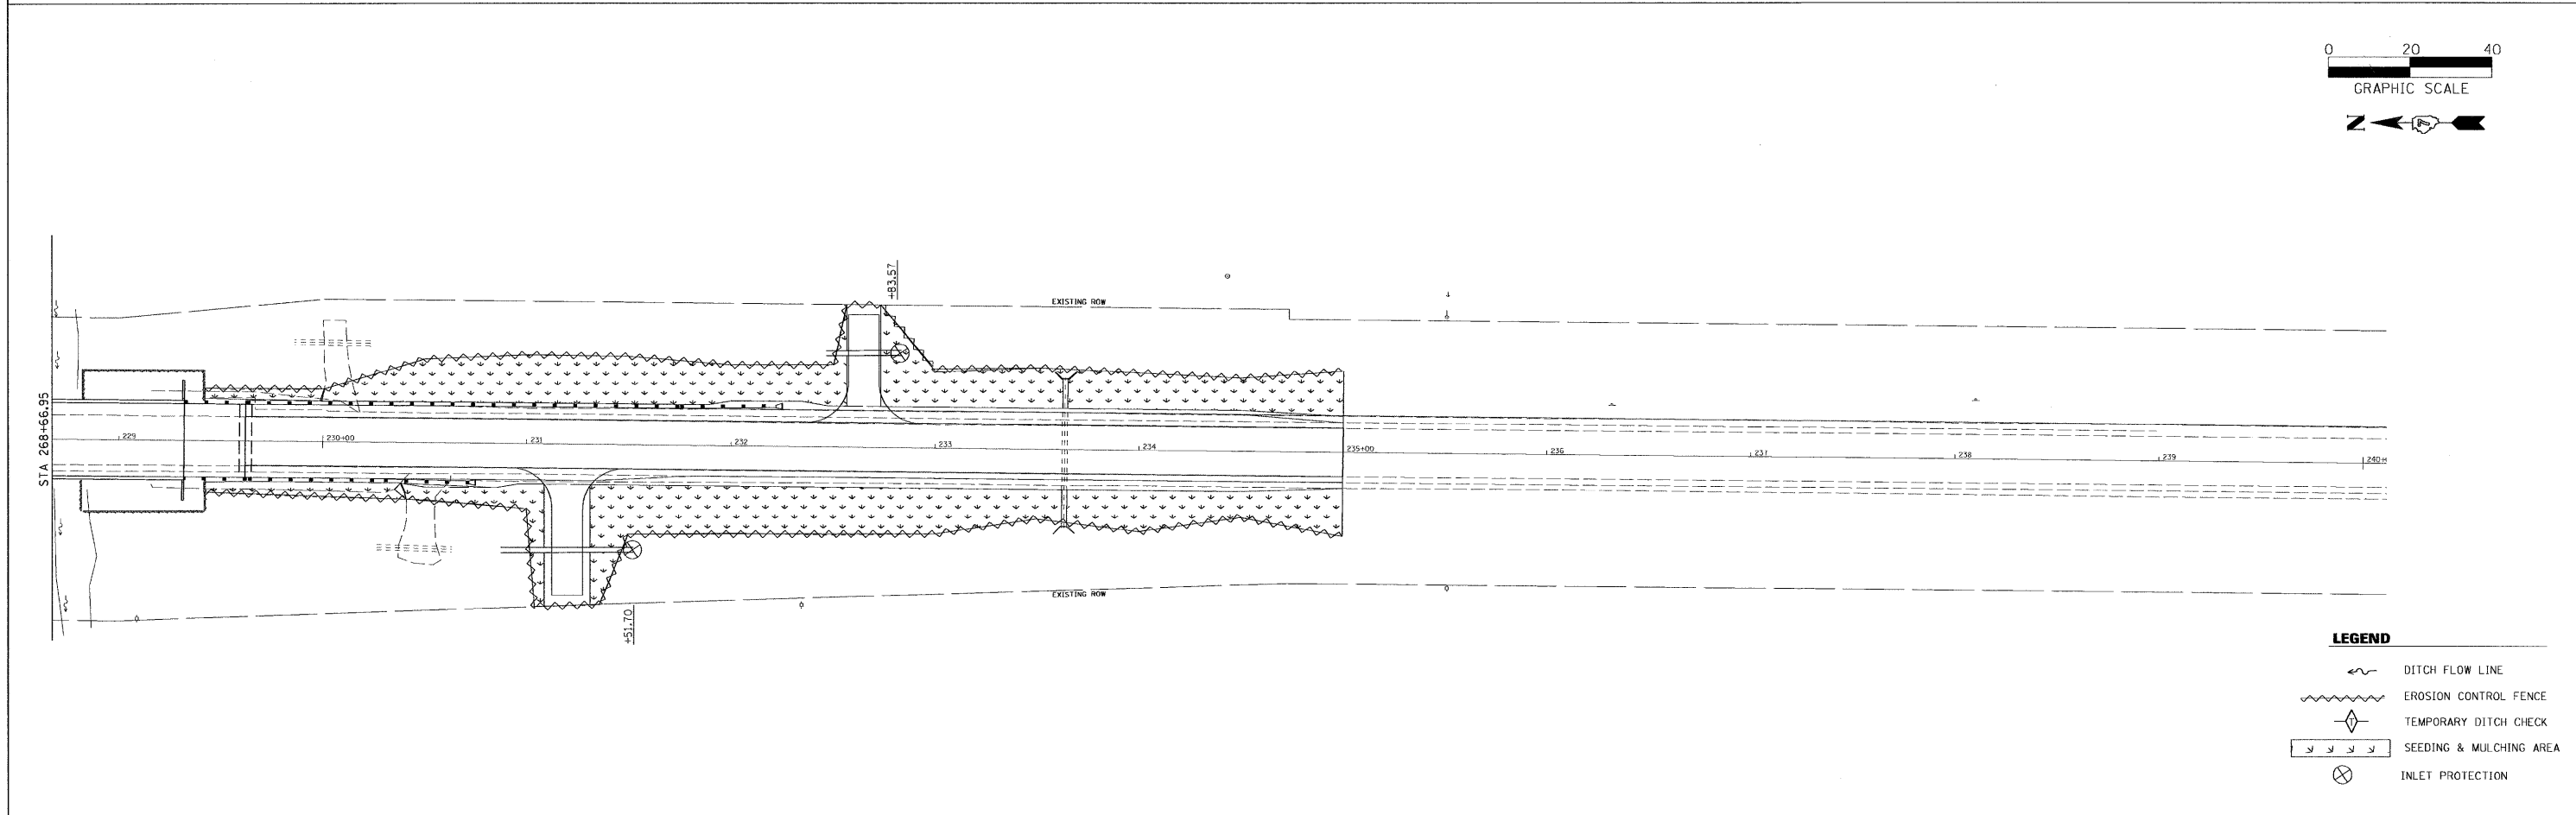 0 20 40
GRAPHIC SCALE
Z
+83.57
EXISTING ROW
STA 268+66.95
229 230+00 231 232 233 234 235+00 236 237 238 239 240+
EXISTING ROW
+51.70
LEGEND
DITCH FLOW LINE
EROSION CONTROL FENCE
T TEMPORARY DITCH CHECK
SEEDING & MULCHING AREA
INLET PROTECTION